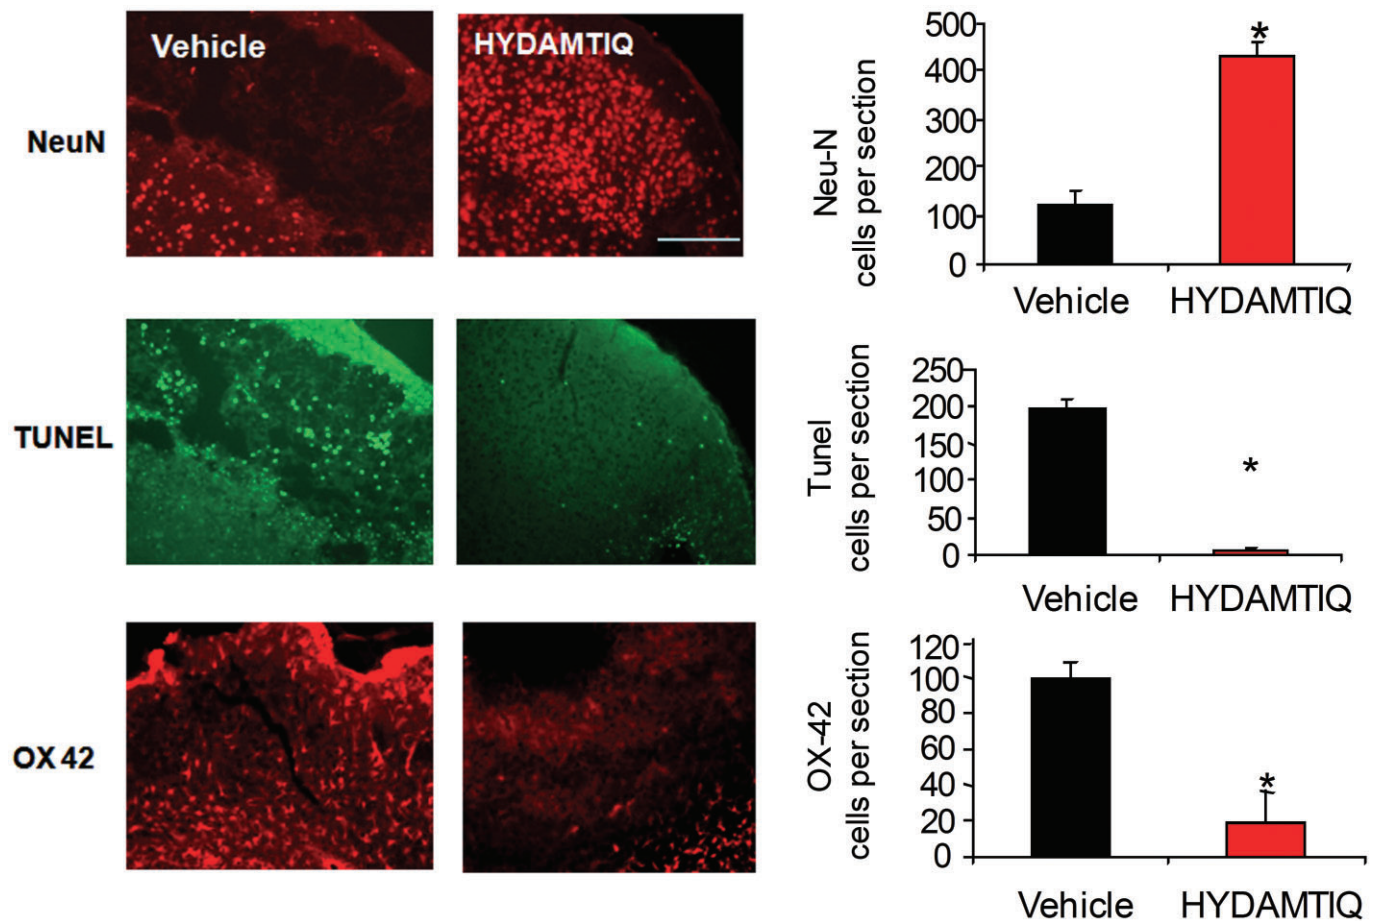 Vehicle
HYDAMTIQ
NeuN
500
400
300
200
100
0
Neu-N
cells per section
*
Vehicle
HYDAMTIQ
TUNEL
250
200
150
100
50
0
Tunel
cells per section
*
Vehicle
HYDAMTIQ
OX 42
120
100
80
60
40
20
0
OX-42
cells per section
*
Vehicle
HYDAMTIQ